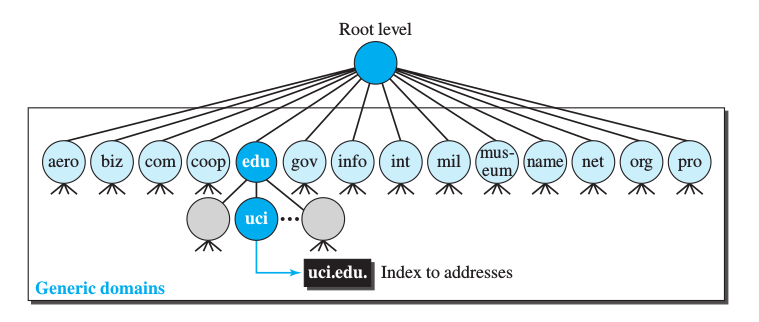 Root level
aero biz com coop edu gov info int mil mus-
eum name net org pro
uci ...
uci.edu. Index to addresses
Generic domains